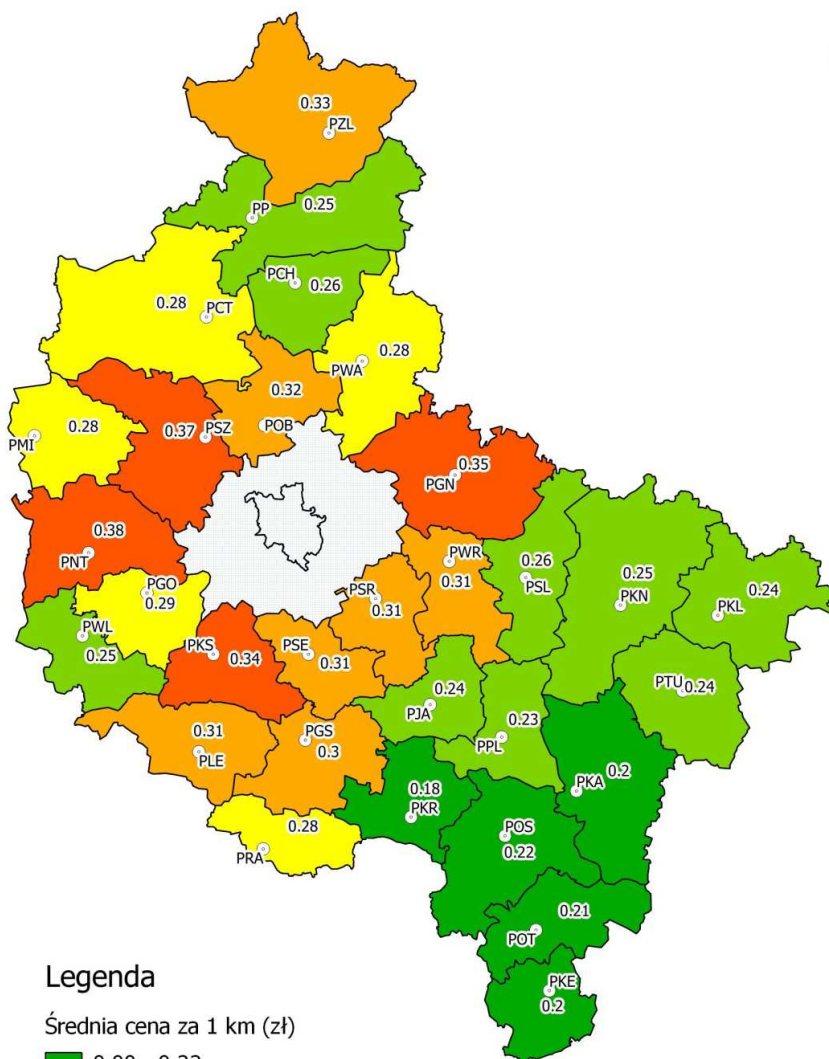 0.33
PZL
PP
0.25
PCH
0.26
0.28
PCT
PWA
0.28
0.32
POB
0.37
PSZ
0.28
PMI
0.35
PGN
0.38
PNT
PWR
0.31
0.26
PSL
0.25
PKN
0.24
PKL
PGO
0.29
PSR
0.31
PWL
0.25
PKS
0.34
PSE
0.31
PTU
0.24
0.24
PJA
0.23
PPL
0.31
PLE
PGS
0.3
0.2
PKA
0.18
PKR
POS
0.22
0.28
PRA
0.21
POT
PKE
0.2
Legenda
Średnia cena za 1 km (zł)